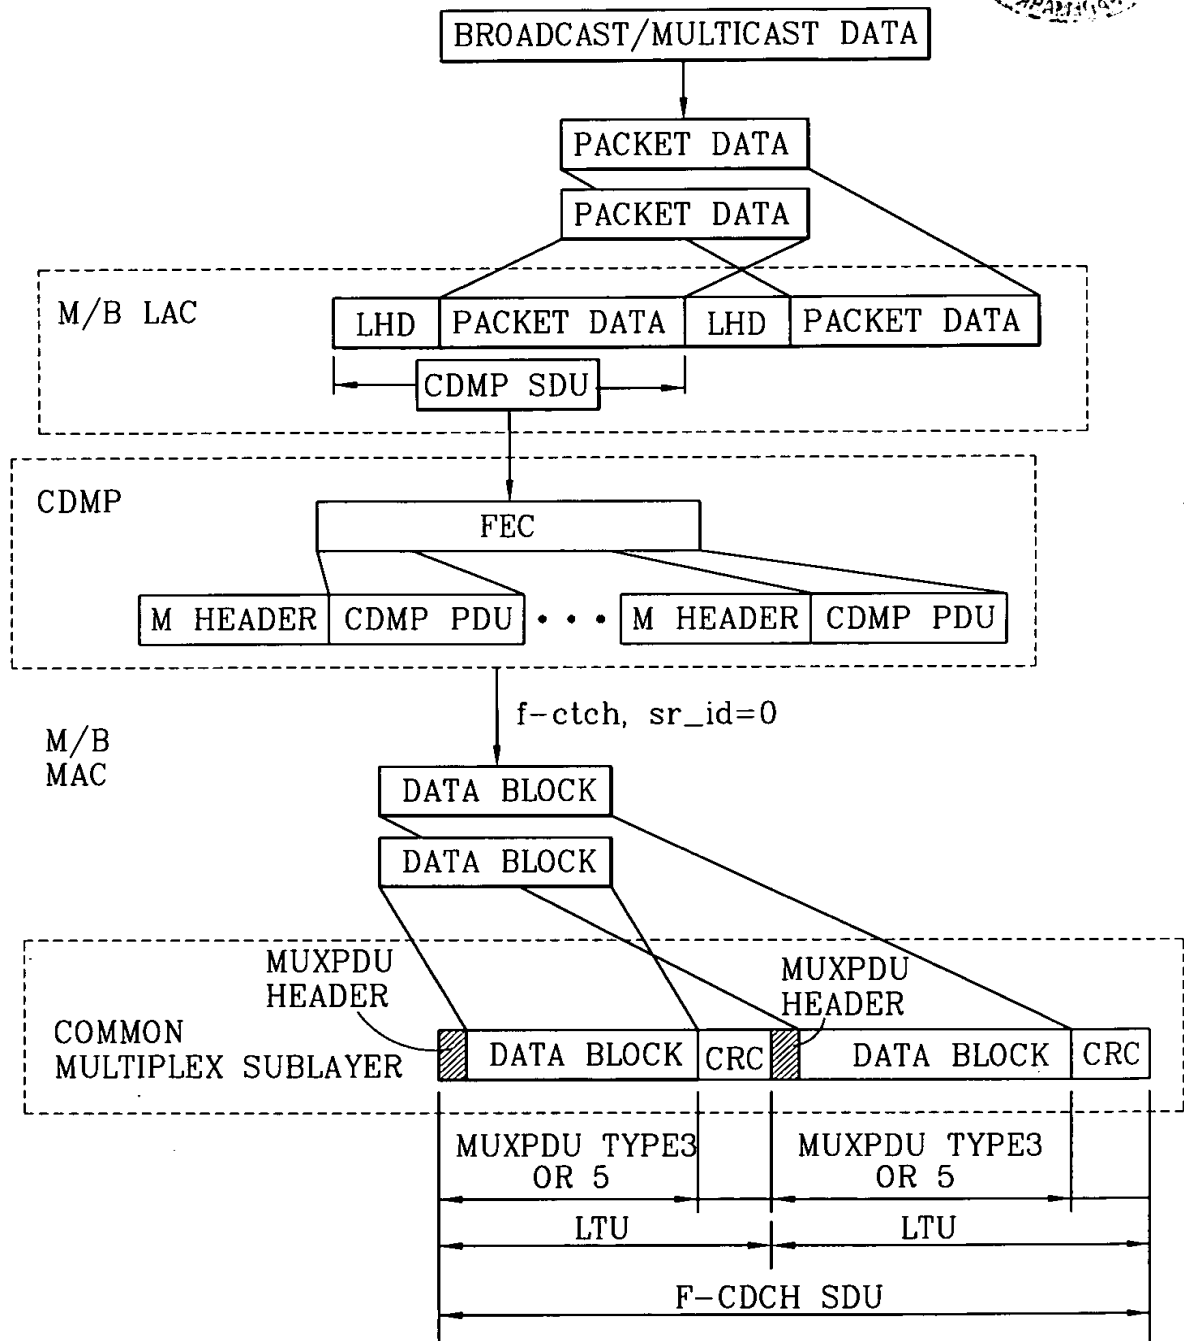 BROADCAST/MULTICAST DATA
PACKET DATA
PACKET DATA
M/B LAC
LHD PACKET DATA LHD PACKET DATA
CDMP SDU
CDMP
FEC
M HEADER CDMP PDU • • • M HEADER CDMP PDU
f-ctch, sr_id=0
M/B
MAC
DATA BLOCK
DATA BLOCK
MUXPDU
HEADER
MUXPDU
HEADER
COMMON
MULTIPLEX SUBLAYER
DATA BLOCK CRC DATA BLOCK CRC
MUXPDU TYPE3
OR 5
MUXPDU TYPE3
OR 5
LTU LTU
F-CDCH SDU